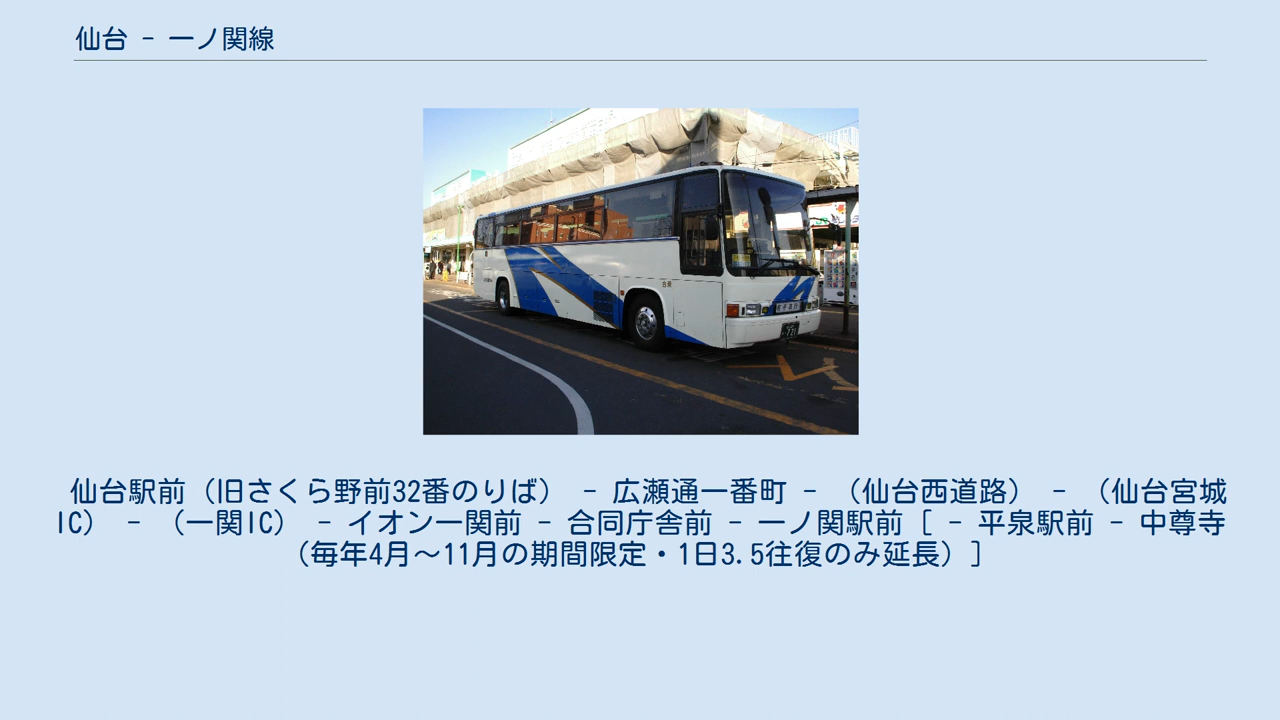 仙台 - 一ノ関線
仙台駅前（旧さくら野前32番のりば） - 広瀬通一番町 - （仙台西道路） - （仙台宮城
IC） - （一関IC） - イオン一関前 - 合同庁舎前 - 一ノ関駅前 [ - 平泉駅前 - 中尊寺
（毎年4月～11月の期間限定・1日3.5往復のみ延長）]